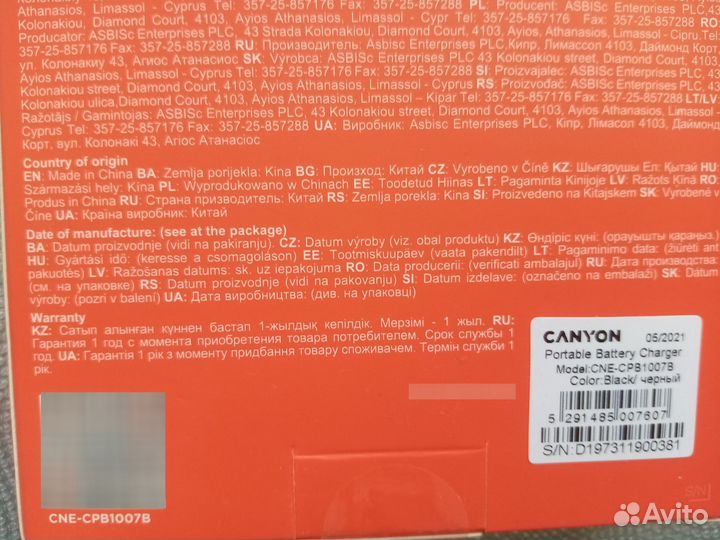 Diamond Court, 4103, Ayios Athanasios, Limassol - Cyprus Tel:
357-25-857176 Fax: 357-25-857288 PL: Producent: ASBISc Enterprises PLC, 43
Ayios Athanasios, Limassol - Cypr Tel: 357-25-857176 Fax: 357-25-857288 RO:
Producator: ASBISc Enterprises PLC, 43 Strada Kolonakiou, Diamond Court, 4103, Ayios Athanasios, Limassol - Cipru Tel:
357-25-857176 Fax: 357-25-857288 RU: Производитель: Asbisc Enterprises PLC, Кипр, Лимассол 4103, Даймонд Корт
ул. Колонакиу 43, Агиос Атанасиос SK: Výrobca: ASBISc Enterprises PLC 43 Kolonakiou street, Diamond Court, 4103,
Ayios Athanasios, Limassol - Cyprus Tel: 357-25-857176 Fax: 357-25-857288 SI: Proizvajalec: ASBISc Enterprises PLC, 43
Kolonakiou street, Diamond Court, 4103, Ayios Athanasios, Limassol - Cyprus RS: Proizvođač: ASBISc Enterprises PLC, 43
Kolonakiou ulica,Diamond Court, 4103, Ayios Athanasios, Limassol – Kipar Tel: 357-25-857176 Fax: 357-25-857288 LT/LV:
Ražotājs / Gamintojas: ASBISc Enterprises PLC, 43 Kolonakiou street, Diamond Court, 4103, Ayios Athanasios, Limassol -
Cyprus Tel: 357-25-857176 Fax: 357-25-857288 UA: Виробник: Asbisc Enterprises PLC, Кіпр, Лімасол 4103, Даймонд
Корт, вул. Колонакі 43, Агіос Атанасіос
Country of origin
EN: Made in China BA: Zemlja porijekla: Kina BG: Произход: Китай CZ: Vyrobeno v Číně KZ: Шығарушы Ел: Қытай HU:
Származási hely: Kína PL: Wyprodukowano w Chinach EE: Toodetud Hiinas LT: Pagaminta Kinijoje LV: Ražots Ķīnā RO:
Produs in China RU: Страна призводитель: Китай RS: Zemlja porekla: Kina SI: Proizvedeno na Kitajskem SK: Vyrobené v
Číne UA: Країна виробник: Китай
Date of manufacture: (see at the package)
BA: Datum proizvodnje (vidi na pakiranju). CZ: Datum výroby (viz. obal produktu) KZ: Өндіріс күні: (орауышты қараңыз).
HU: Gyártási idő: (keresse a csomagoláson) EE: Tootmiskuupäev (vaata pakendilt) LT: Pagaminimo data: (žiūrėti ant
pakuotės) LV: Ražošanas datums: sk. uz iepakojuma RO: Data producerii: (verificati ambalajul) RU: Дата производства:
(см. на упаковке) RS: Datum proizvodnje (vidi na pakovanju) SI: Datum izdelave: (označeno na embalaži) SK: Dátum
výroby: (pozri v balení) UA: Дата виробництва: (див. на упаковці)
Warranty
KZ: Сатып алынған күннен бастап 1-жылдық кепілдік. Мерзімі - 1 жыл. RU:
Гарантия 1 год с момента приобретения товара потребителем. Срок службы 1
год. UA: Гарантія 1 рік з моменту придбання товару споживачем. Термін служби 1
рік.
CANYON 05/2021
Portable Battery Charger
Model:CNE-CPB1007B
Color:Black/ черный
5 291485 007607
S/N:D197311900381
S/N
CNE-CPB1007B
Avito